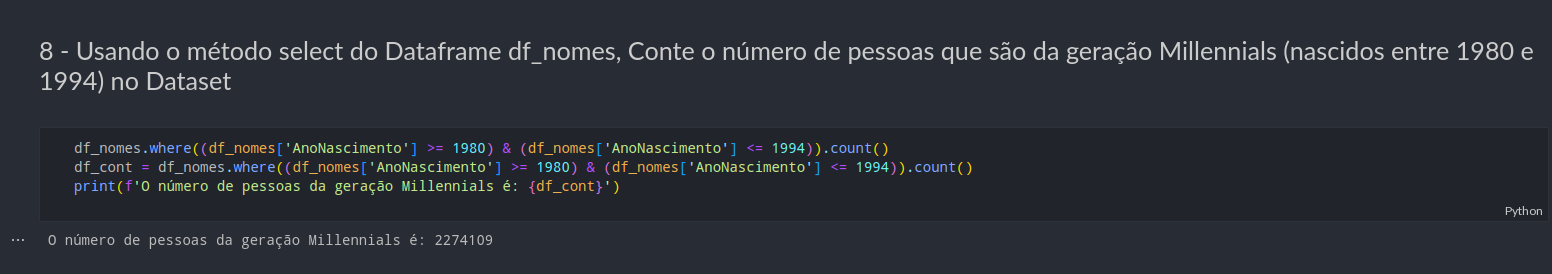 8 - Usando o método select do Dataframe df_nomes, Conte o número de pessoas que são da geração Millennials (nascidos entre 1980 e
1994) no Dataset
df_nomes.where((df_nomes['AnoNascimento'] >= 1980) & (df_nomes['AnoNascimento'] <= 1994)).count()
df_cont = df_nomes.where((df_nomes['AnoNascimento'] >= 1980) & (df_nomes['AnoNascimento'] <= 1994)).count()
print(f'O número de pessoas da geração Millennials é: {df_cont}')
Python
··· O número de pessoas da geração Millennials é: 2274109